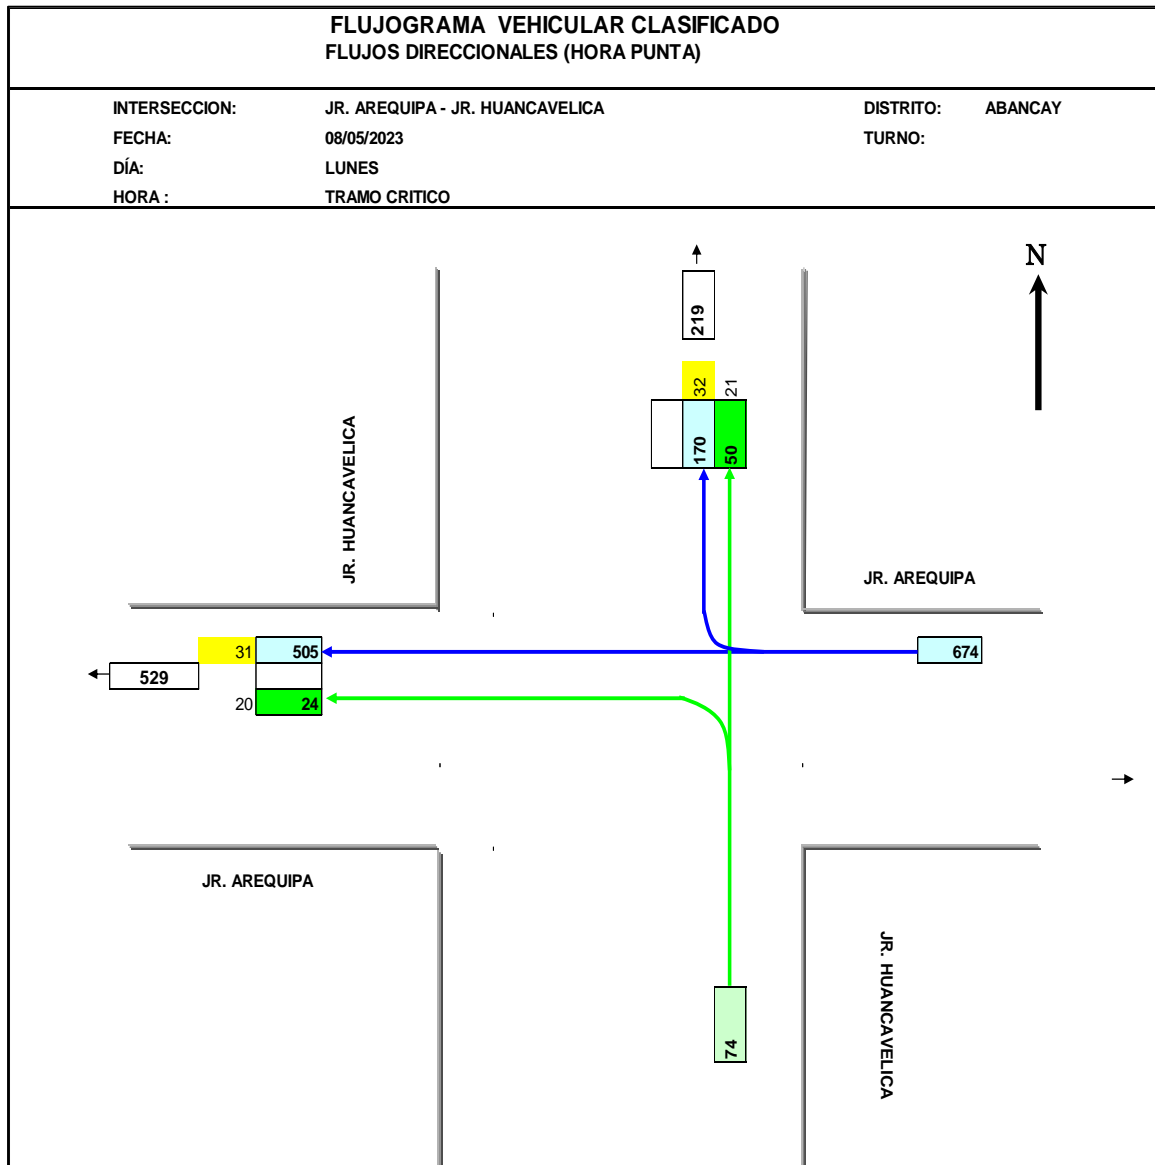 FLUJOGRAMA VEHICULAR CLASIFICADO
FLUJOS DIRECCIONALES (HORA PUNTA)
INTERSECCION: JR. AREQUIPA - JR. HUANCAVELICA DISTRITO: ABANCAY
FECHA: 08/05/2023 TURNO:
DÍA: LUNES
HORA : TRAMO CRITICO
N
219
32 21
170 50
JR. HUANCAVELICA
JR. AREQUIPA
31 505 674
529
20 24
JR. AREQUIPA
JR. HUANCAVELICA
74